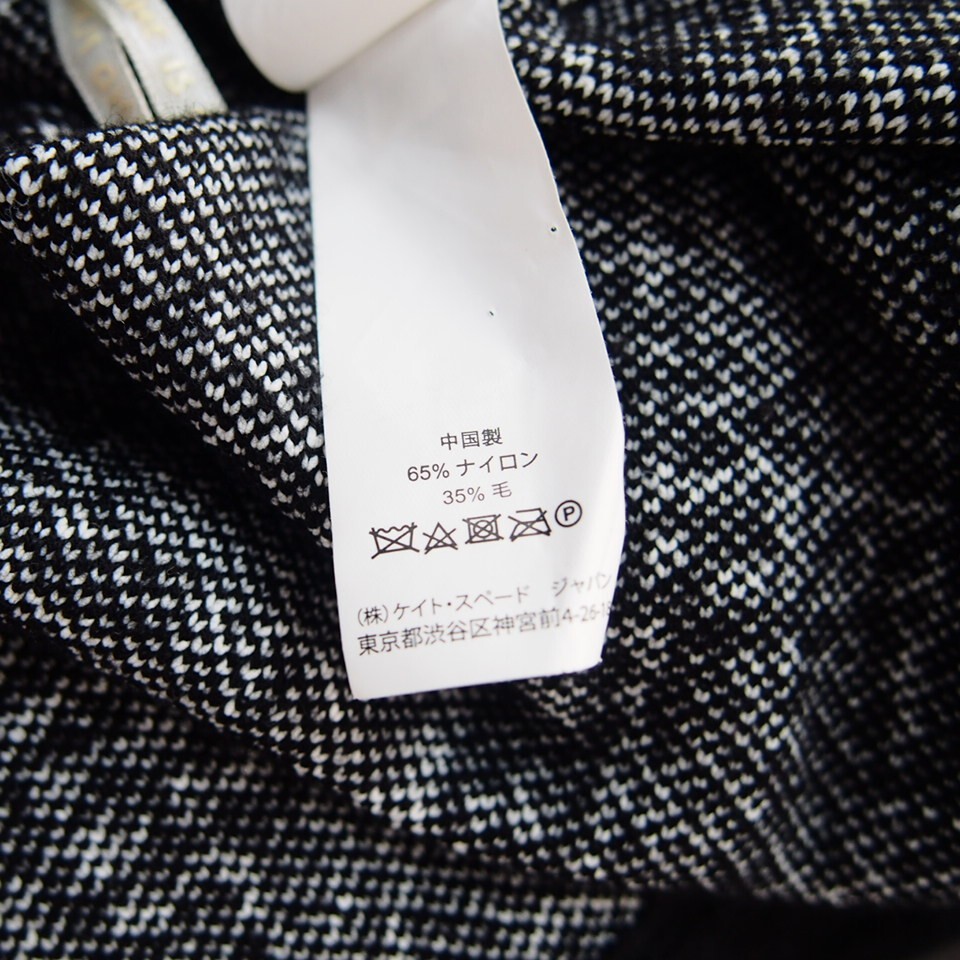 中国製
65% ナイロン
35% 毛
P
(株)ケイト・スペード ジャパン
東京都渋谷区神宮前4-26-18